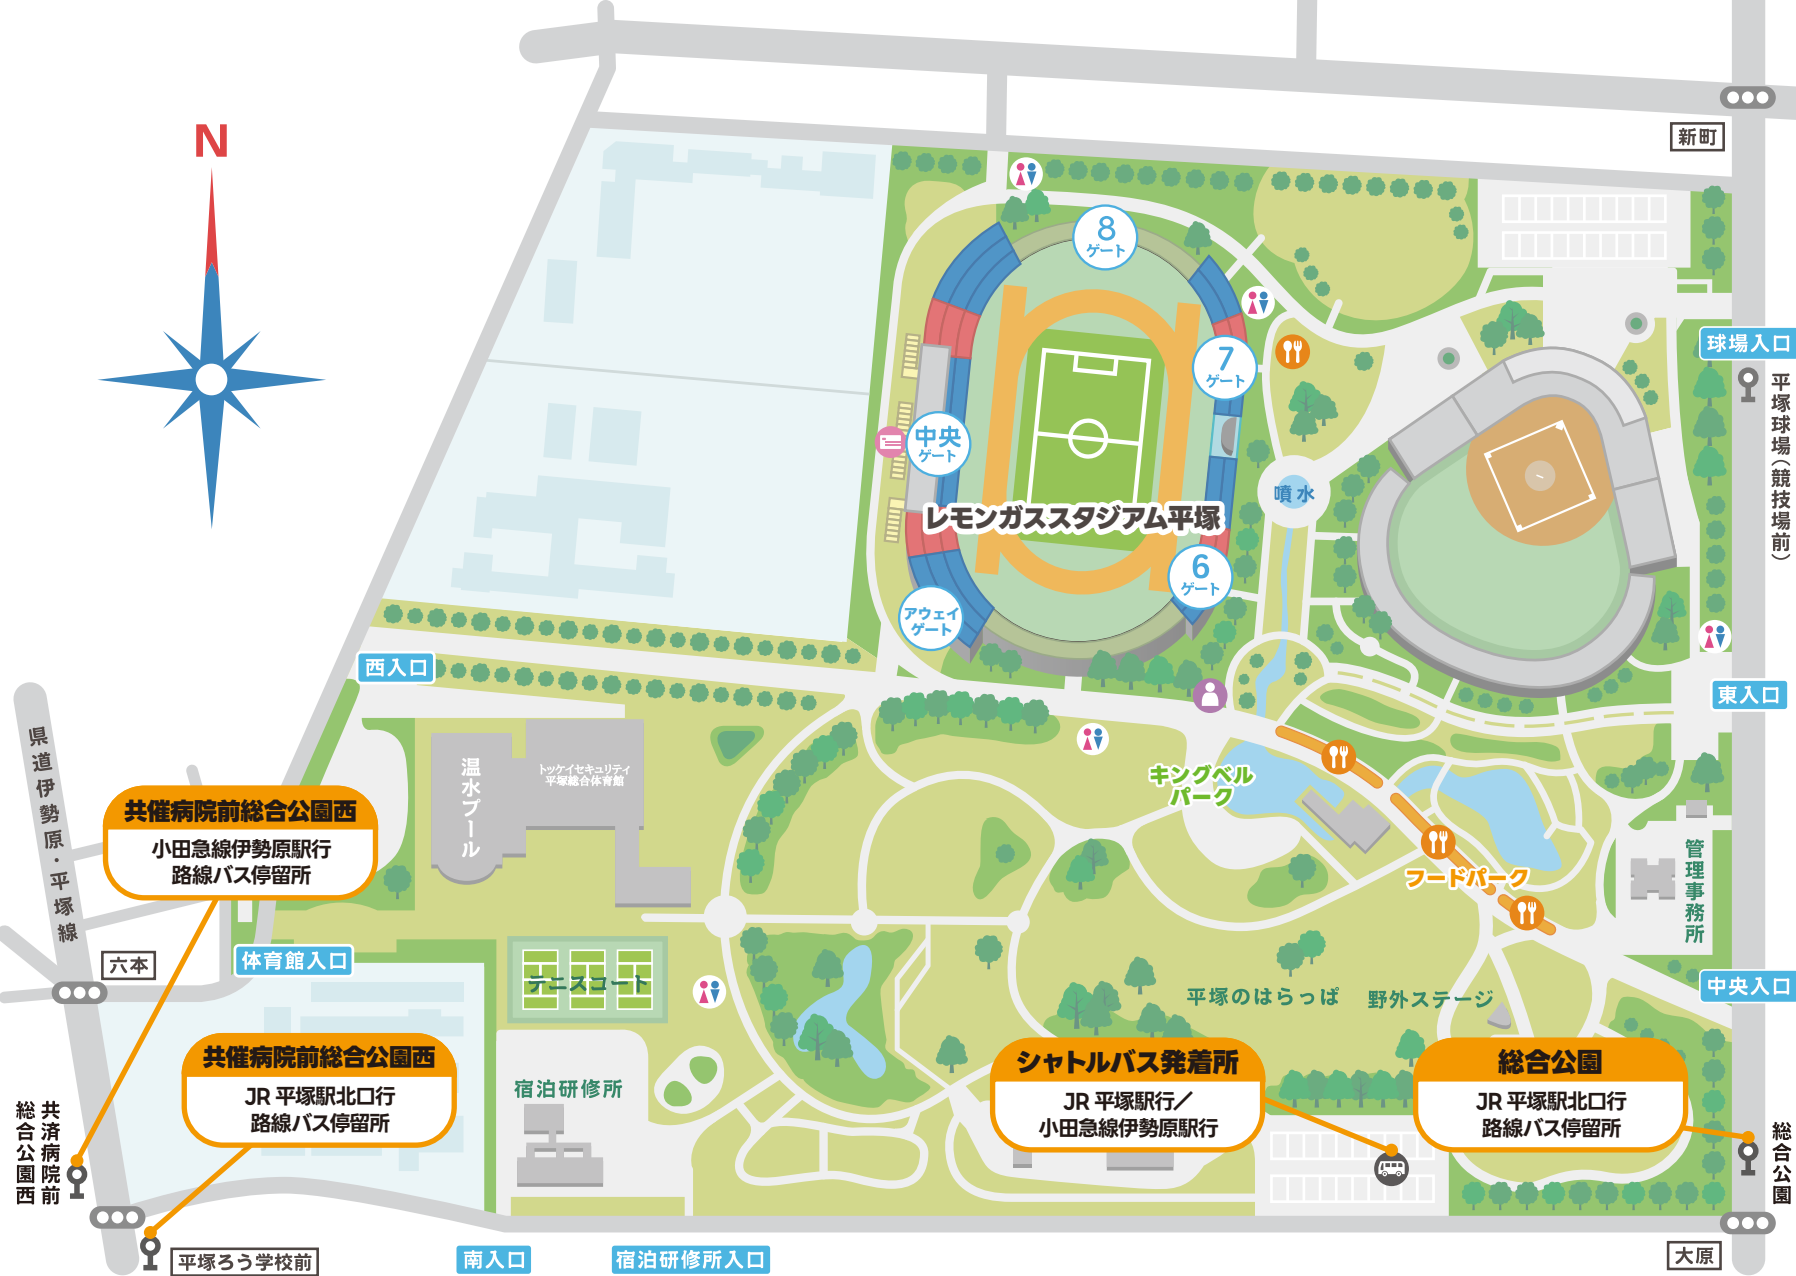 N
新町
8
ゲート
球場入口
7
ゲート
平塚球場(競技場前)
中央
ゲート
噴水
レモンガススタジアム平塚
6
ゲート
アウェイ
ゲート
西入口
東入口
県道伊勢原・平塚線
温水プール
トッケイセキュリティ
平塚総合体育館
キングベル
パーク
共催病院前総合公園西
小田急線伊勢原駅行
路線バス停留所
フードパーク
管理事務所
六本
体育館入口
テニスコート
平塚のはらっぱ
野外ステージ
中央入口
共催病院前総合公園西
JR 平塚駅北口行
路線バス停留所
宿泊研修所
シャトルバス発着所
JR 平塚駅行／
小田急線伊勢原駅行
総合公園
JR 平塚駅北口行
路線バス停留所
共済病院前
総合公園西
総合公園
平塚ろう学校前
南入口
宿泊研修所入口
大原